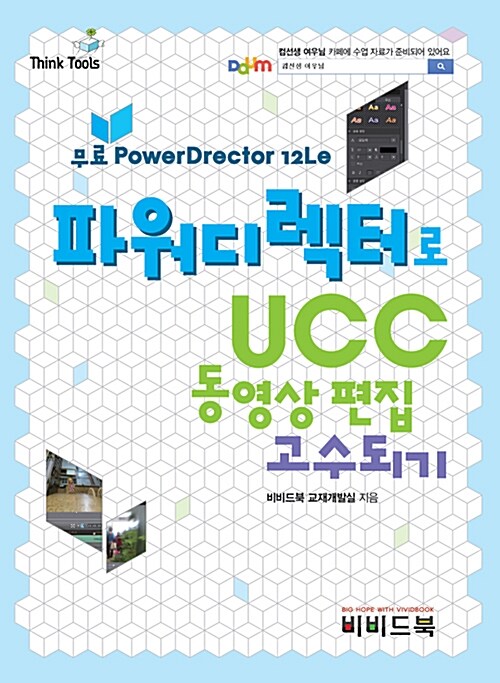 Think Tools
컴선생 여우님 카페에 수업 자료가 준비되어 있어요
Daum
컴선생 여우님
무료 PowerDrector 12Le
파워디렉터로
UCC
동영상 편집
고수되기
비비드북 교재개발실 지음
BIG HOPE WITH VIVIDBOOK
비비드북